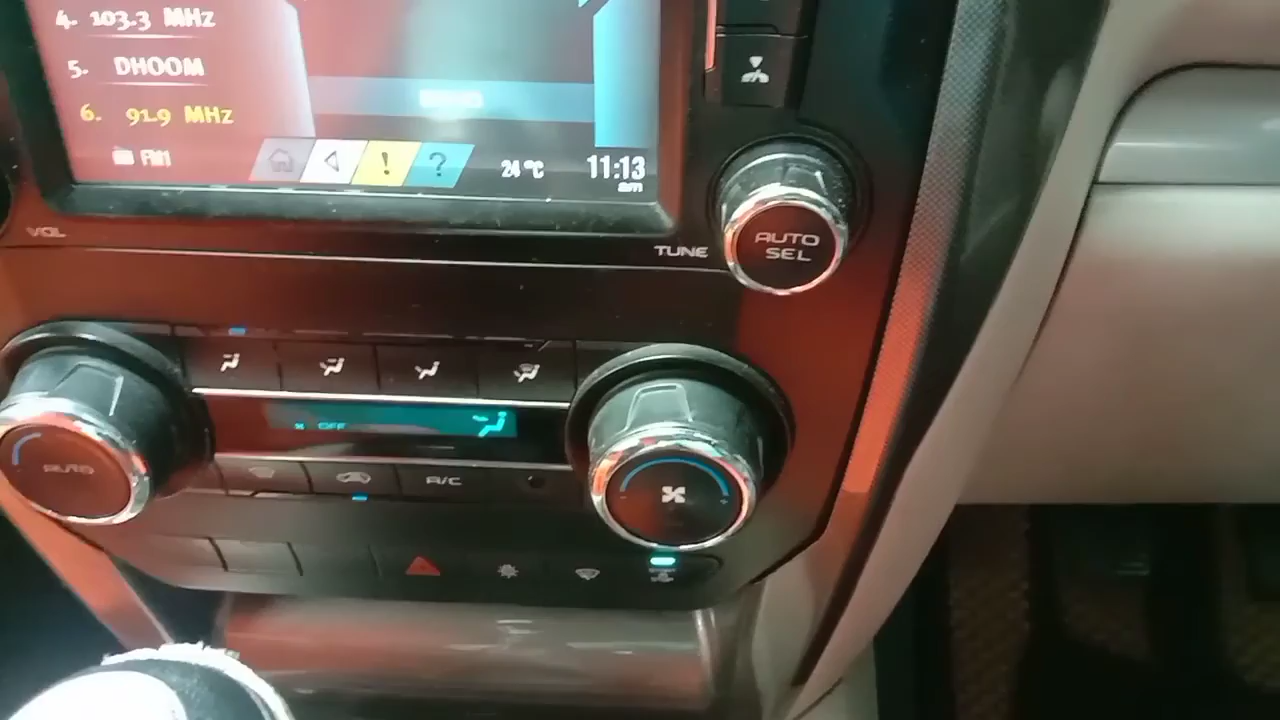 4. 103.3 MHz
5. DHOOM
6. 91.9 MHz
FM1
! ? 24 °C 11:13
am
VOL
TUNE
AUTO
SEL
OFF
AUTO
A/C